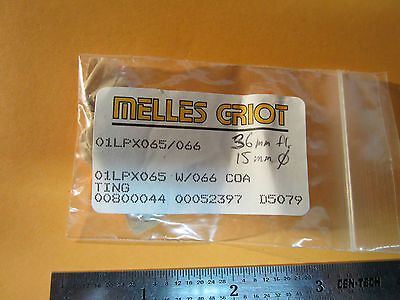 MELLES GRIOT
01LPX065/066 36mm fl,
15mm Ø
01LPX065 W/066 COA
TING
00800044 00052397 D5079
1 2 3 CEN-TECH